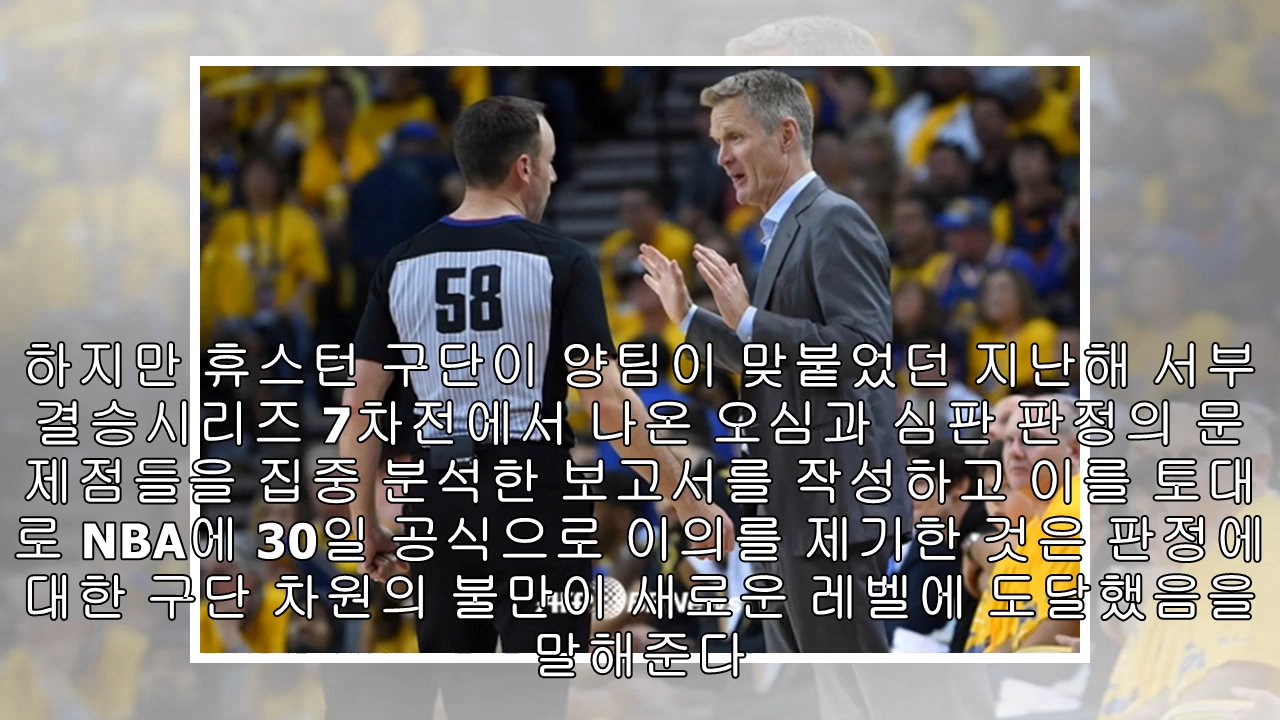 58
하지만 휴스턴 구단이 양팀이 맞붙었던 지난해 서부
결승시리즈 7차전에서 나온 오심과 심판 판정의 문
제점들을 집중 분석한 보고서를 작성하고 이를 토대
로 NBA에 30일 공식으로 이의를 제기한 것은 판정에
대한 구단 차원의 불만이 새로운 레벨에 도달했음을
말해준다